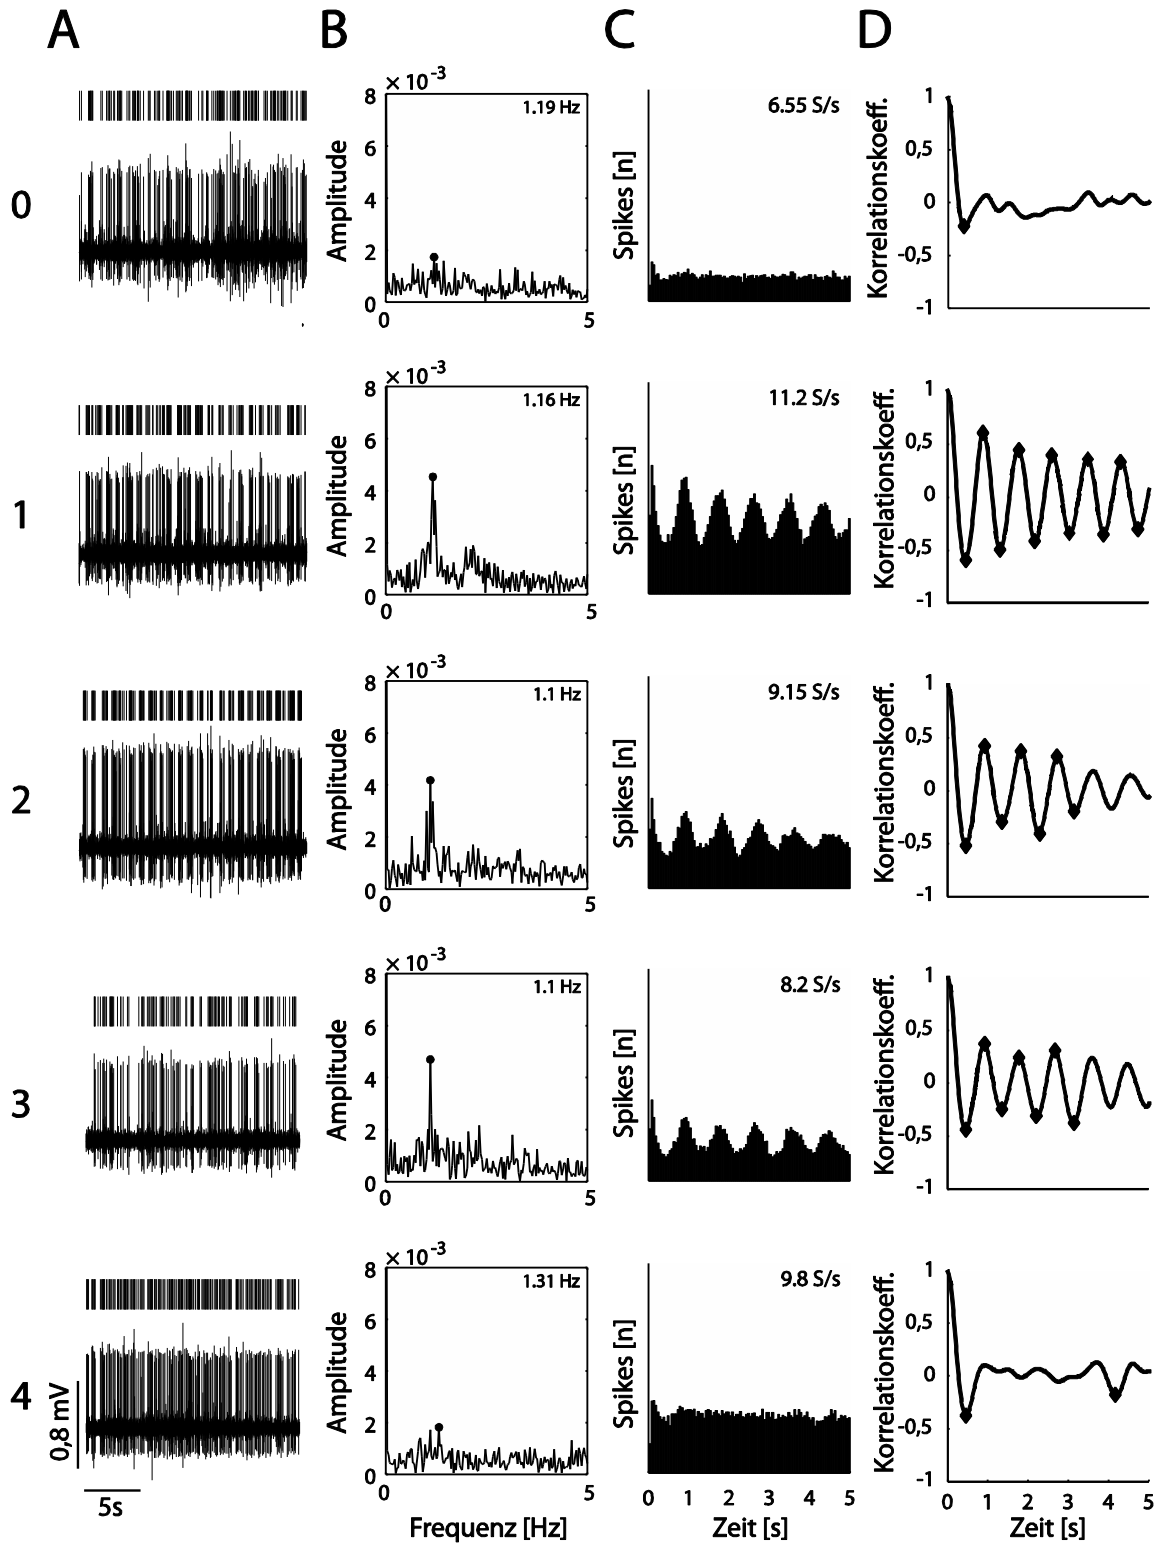 A B C D
0
× 10⁻³
8
6
4
2
0
Amplitude
1.19 Hz
0 5
Spikes [n]
6.55 S/s
Korrelationskoeff.
1
0,5
0
-0,5
-1
1
× 10⁻³
8
6
4
2
0
Amplitude
1.16 Hz
0 5
Spikes [n]
11.2 S/s
Korrelationskoeff.
1
0,5
0
-0,5
-1
2
× 10⁻³
8
6
4
2
0
Amplitude
1.1 Hz
0 5
Spikes [n]
9.15 S/s
Korrelationskoeff.
1
0,5
0
-0,5
-1
3
× 10⁻³
8
6
4
2
0
Amplitude
1.1 Hz
0 5
Spikes [n]
8.2 S/s
Korrelationskoeff.
1
0,5
0
-0,5
-1
4
0,8 mV
5s
× 10⁻³
8
6
4
2
0
Amplitude
1.31 Hz
0 5
Frequenz [Hz]
Spikes [n]
9.8 S/s
0 1 2 3 4 5
Zeit [s]
Korrelationskoeff.
1
0,5
0
-0,5
-1
0 1 2 3 4 5
Zeit [s]